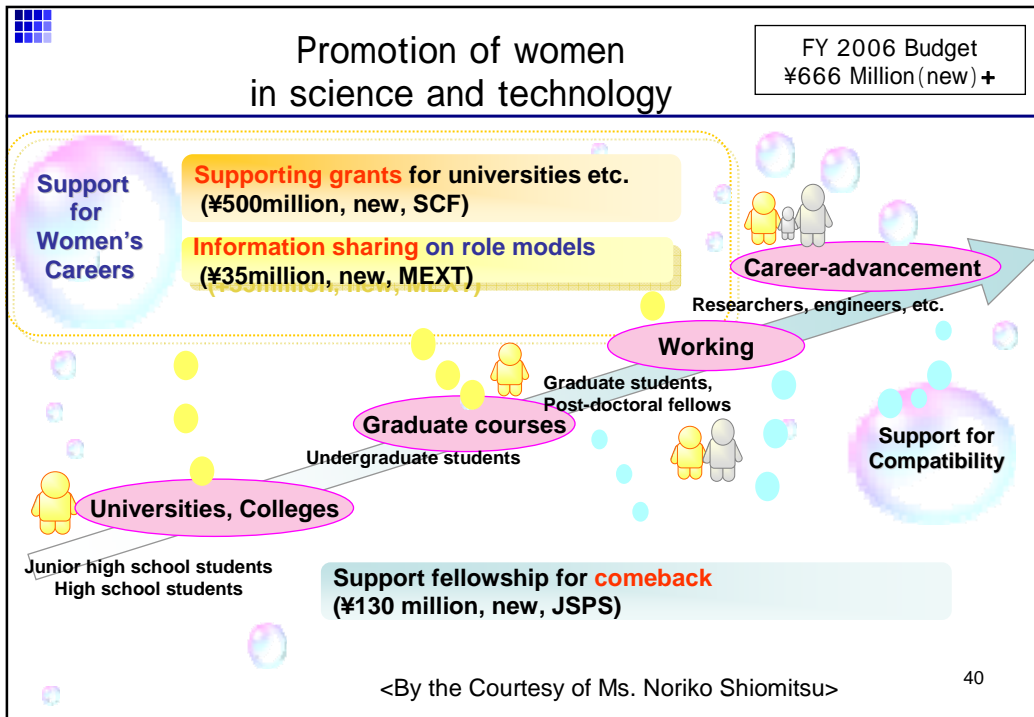 Promotion of women
in science and technology
FY 2006 Budget
¥666 Million(new)+
Support
for
Women's
Careers
Supporting grants for universities etc.
(¥500million, new, SCF)
Information sharing on role models
(¥35million, new, MEXT)
Career-advancement
Researchers, engineers, etc.
Working
Graduate students,
Post-doctoral fellows
Graduate courses
Undergraduate students
Support for
Compatibility
Universities, Colleges
Junior high school students
High school students
Support fellowship for comeback
(¥130 million, new, JSPS)
<By the Courtesy of Ms. Noriko Shiomitsu>
40